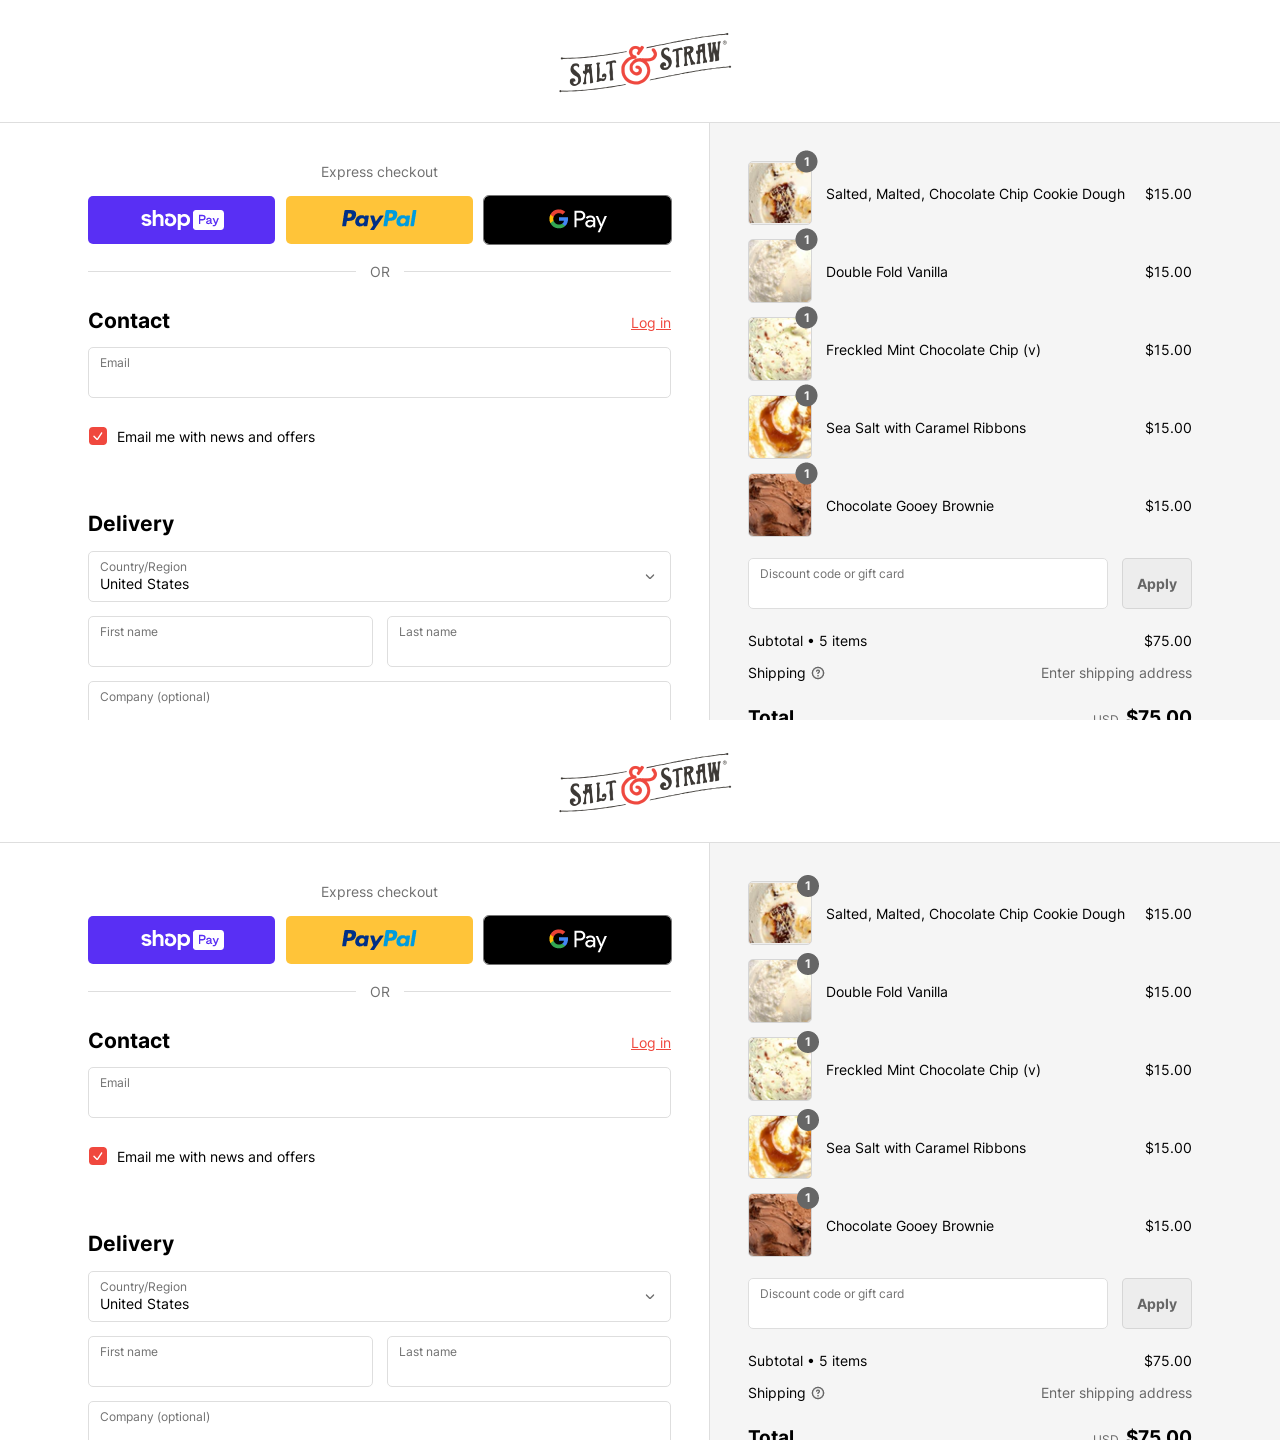 SALT & STRAW
Express checkout
shop Pay
PayPal
G Pay
OR
Contact
Log in
Email
Email me with news and offers
Delivery
Country/Region
United States
First name
Last name
Company (optional)
1
Salted, Malted, Chocolate Chip Cookie Dough $15.00
1
Double Fold Vanilla $15.00
1
Freckled Mint Chocolate Chip (v) $15.00
1
Sea Salt with Caramel Ribbons $15.00
1
Chocolate Gooey Brownie $15.00
Discount code or gift card
Apply
Subtotal • 5 items $75.00
Shipping Enter shipping address
Total USD $75.00
SALT & STRAW
Express checkout
shop Pay
PayPal
G Pay
OR
Contact
Log in
Email
Email me with news and offers
Delivery
Country/Region
United States
First name
Last name
Company (optional)
1
Salted, Malted, Chocolate Chip Cookie Dough $15.00
1
Double Fold Vanilla $15.00
1
Freckled Mint Chocolate Chip (v) $15.00
1
Sea Salt with Caramel Ribbons $15.00
1
Chocolate Gooey Brownie $15.00
Discount code or gift card
Apply
Subtotal • 5 items $75.00
Shipping Enter shipping address
Total USD $75.00